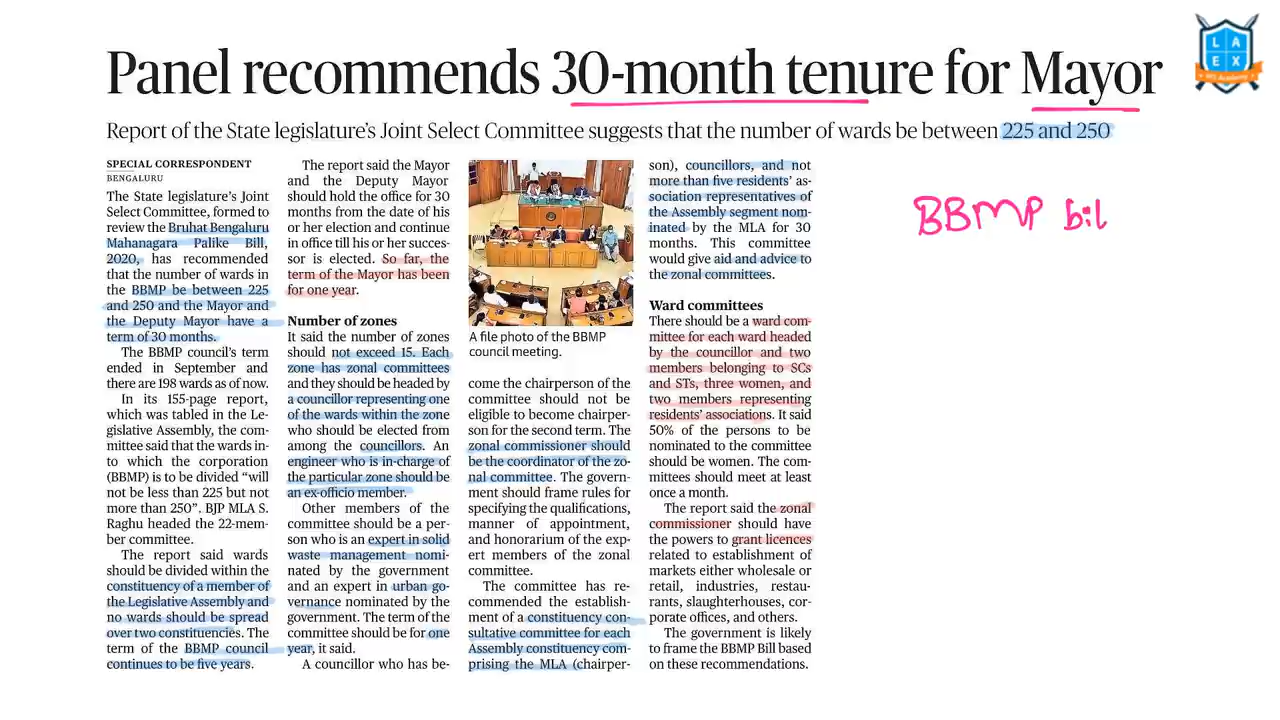 Panel recommends 30-month tenure for Mayor
L A
E X
IAS Academy
Report of the State legislature's Joint Select Committee suggests that the number of wards be between 225 and 250
SPECIAL CORRESPONDENT
BENGALURU
The State legislature's Joint
Select Committee, formed to
review the Bruhat Bengaluru
Mahanagara Palike Bill,
2020, has recommended
that the number of wards in
the BBMP be between 225
and 250 and the Mayor and
the Deputy Mayor have a
term of 30 months.
The BBMP council's term
ended in September and
there are 198 wards as of now.
In its 155-page report,
which was tabled in the Le-
gislative Assembly, the com-
mittee said that the wards in-
to which the corporation
(BBMP) is to be divided "will
not be less than 225 but not
more than 250". BJP MLA S.
Raghu headed the 22-mem-
ber committee.
The report said wards
should be divided within the
constituency of a member of
the Legislative Assembly and
no wards should be spread
over two constituencies. The
term of the BBMP council
continues to be five years.
The report said the Mayor
and the Deputy Mayor
should hold the office for 30
months from the date of his
or her election and continue
in office till his or her succes-
sor is elected. So far, the
term of the Mayor has been
for one year.
Number of zones
It said the number of zones
should not exceed 15. Each
zone has zonal committees
and they should be headed by
a councillor representing one
of the wards within the zone
who should be elected from
among the councillors. An
engineer who is in-charge of
the particular zone should be
an ex-officio member.
Other members of the
committee should be a per-
son who is an expert in solid
waste management nomi-
nated by the government
and an expert in urban go-
vernance nominated by the
government. The term of the
committee should be for one
year, it said.
A councillor who has be-
A file photo of the BBMP
council meeting.
come the chairperson of the
committee should not be
eligible to become chairper-
son for the second term. The
zonal commissioner should
be the coordinator of the zo-
nal committee. The govern-
ment should frame rules for
specifying the qualifications,
manner of appointment,
and honorarium of the exp-
ert members of the zonal
committee.
The committee has re-
commended the establish-
ment of a constituency con-
sultative committee for each
Assembly constituency com-
prising the MLA (chairper-
son), councillors, and not
more than five residents' as-
sociation representatives of
the Assembly segment nom-
inated by the MLA for 30
months. This committee
would give aid and advice to
the zonal committees.
Ward committees
There should be a ward com-
mittee for each ward headed
by the councillor and two
members belonging to SCs
and STs, three women, and
two members representing
residents' associations. It said
50% of the persons to be
nominated to the committee
should be women. The com-
mittees should meet at least
once a month.
The report said the zonal
commissioner should have
the powers to grant licences
related to establishment of
markets either wholesale or
retail, industries, restau-
rants, slaughterhouses, cor-
porate offices, and others.
The government is likely
to frame the BBMP Bill based
on these recommendations.
BBMP bil